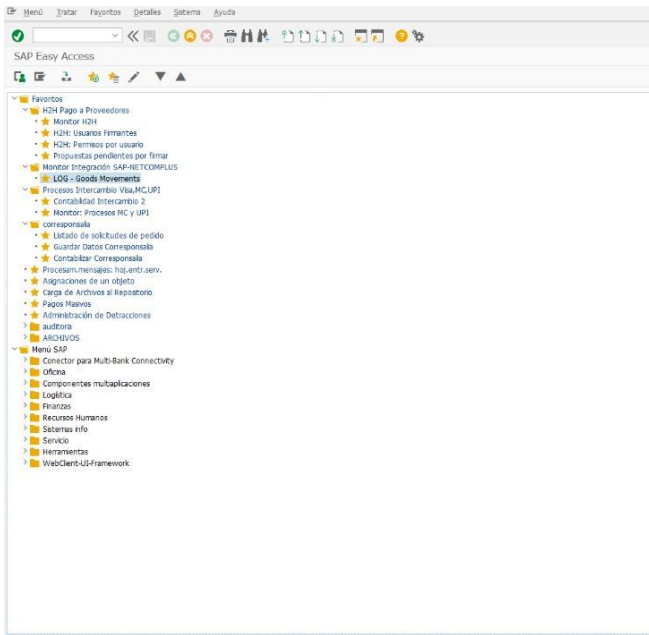 Menú Tratar Favoritos Detalles Sistema Ayuda
SAP Easy Access
Favoritos
H2H Pago a Proveedores
Monitor H2H
H2H: Usuarios Firmantes
H2H: Permisos por usuario
Propuestas pendientes por firmar
Monitor Integración SAP-NETCOMPLUS
LOG - Goods Movements
Procesos Intercambio Visa,MC,UPI
Contabilidad Intercambio 2
Monitor: Procesos MC y UPI
corresponsalia
Listado de solicitudes de pedido
Guardar Datos Corresponsalia
Contabilizar Corresponsalia
Procesam.mensajes: hoj.entr.serv.
Asignaciones de un objeto
Carga de Archivos al Repositorio
Pagos Masivos
Administración de Detracciones
auditoria
ARCHIVOS
Menú SAP
Conector para Multi-Bank Connectivity
Oficina
Componentes multiaplicaciones
Logística
Finanzas
Recursos Humanos
Sistemas info
Servicio
Herramientas
WebClient-UI-Framework